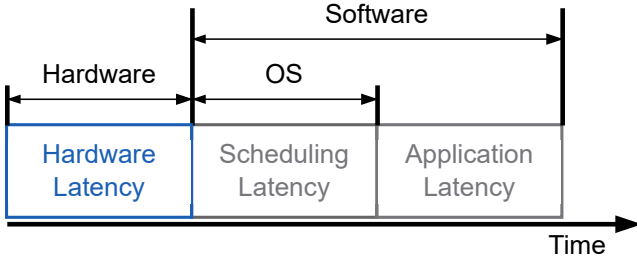 Software
Hardware
OS
Hardware
Latency
Scheduling
Latency
Application
Latency
Time